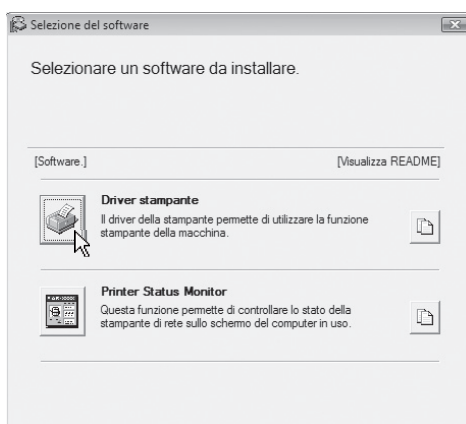 Selezione del software
Selezionare un software da installare.
[Software.] [Visualizza README]
Driver stampante
Il driver della stampante permette di utilizzare la funzione
stampante della macchina.
Printer Status Monitor
Questa funzione permette di controllare lo stato della
stampante di rete sullo schermo del computer in uso.